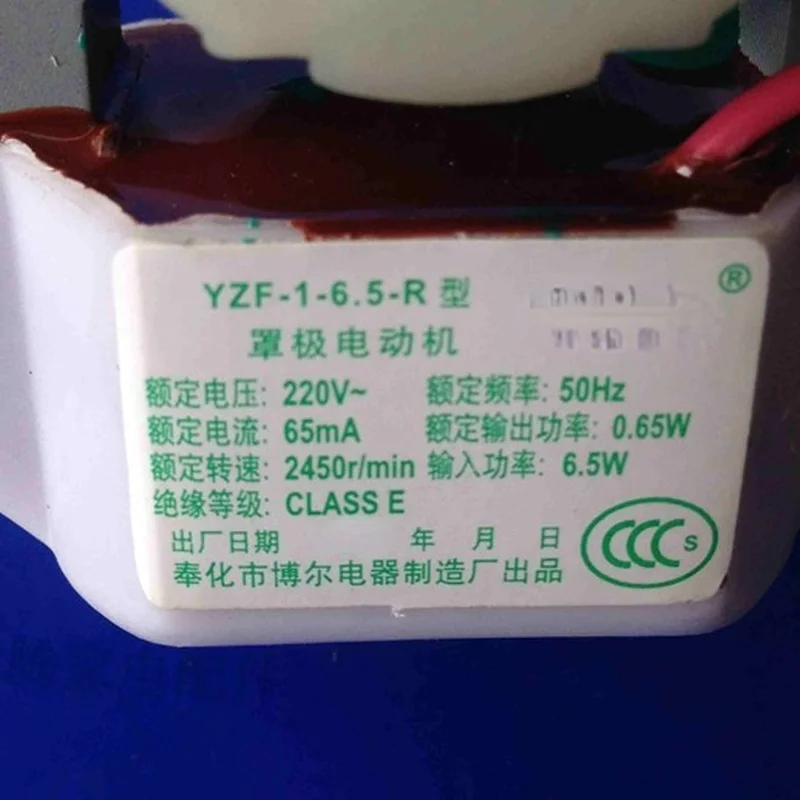 YZF-1-6.5-R 型
®
罩极电动机
额定电压: 220V~ 额定频率: 50Hz
额定电流: 65mA 额定输出功率: 0.65W
额定转速: 2450r/min 输入功率: 6.5W
绝缘等级: CLASS E
出厂日期 年 月 日
奉化市博尔电器制造厂出品
CCC S